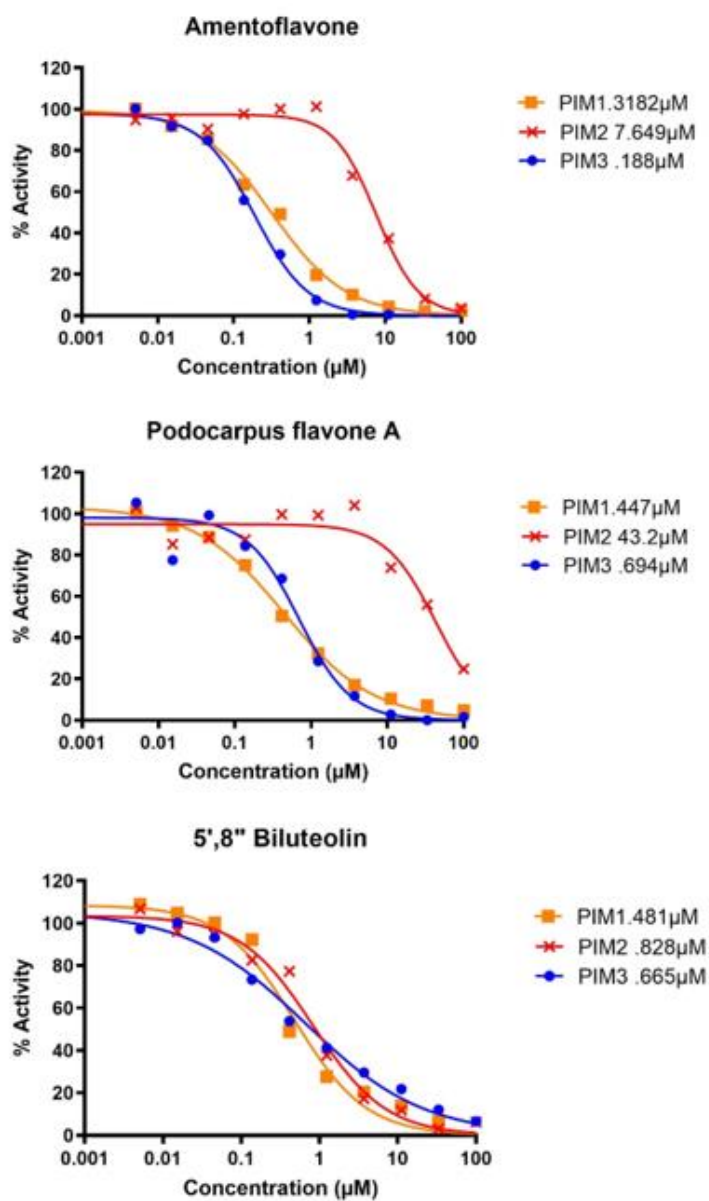 Amentoflavone
120
100
80
60
40
20
0
% Activity
0.001 0.01 0.1 1 10 100
Concentration (µM)
PIM1.3182µM
PIM2 7.649µM
PIM3 .188µM
Podocarpus flavone A
120
100
80
60
40
20
0
% Activity
0.001 0.01 0.1 1 10 100
Concentration (µM)
PIM1.447µM
PIM2 43.2µM
PIM3 .694µM
5',8" Biluteolin
120
100
80
60
40
20
0
% Activity
0.001 0.01 0.1 1 10 100
Concentration (µM)
PIM1.481µM
PIM2 .828µM
PIM3 .665µM